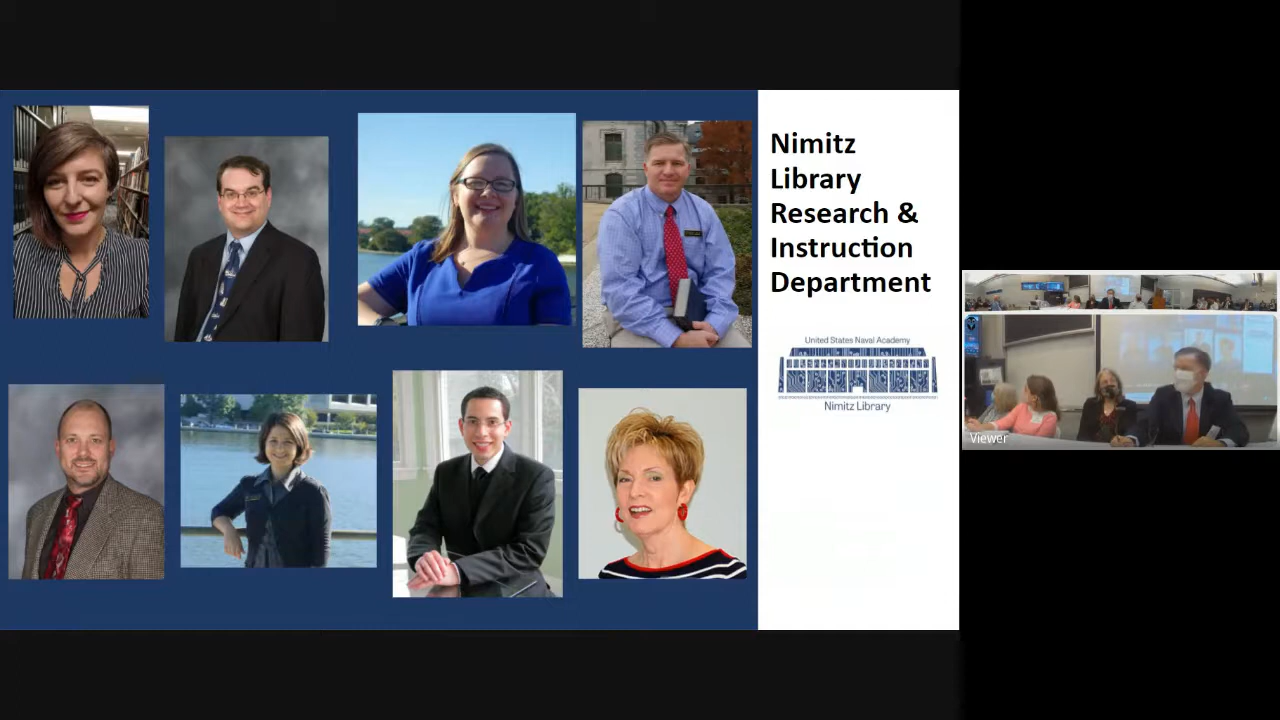 Nimitz
Library
Research &
Instruction
Department
United States Naval Academy
Nimitz Library
Viewer